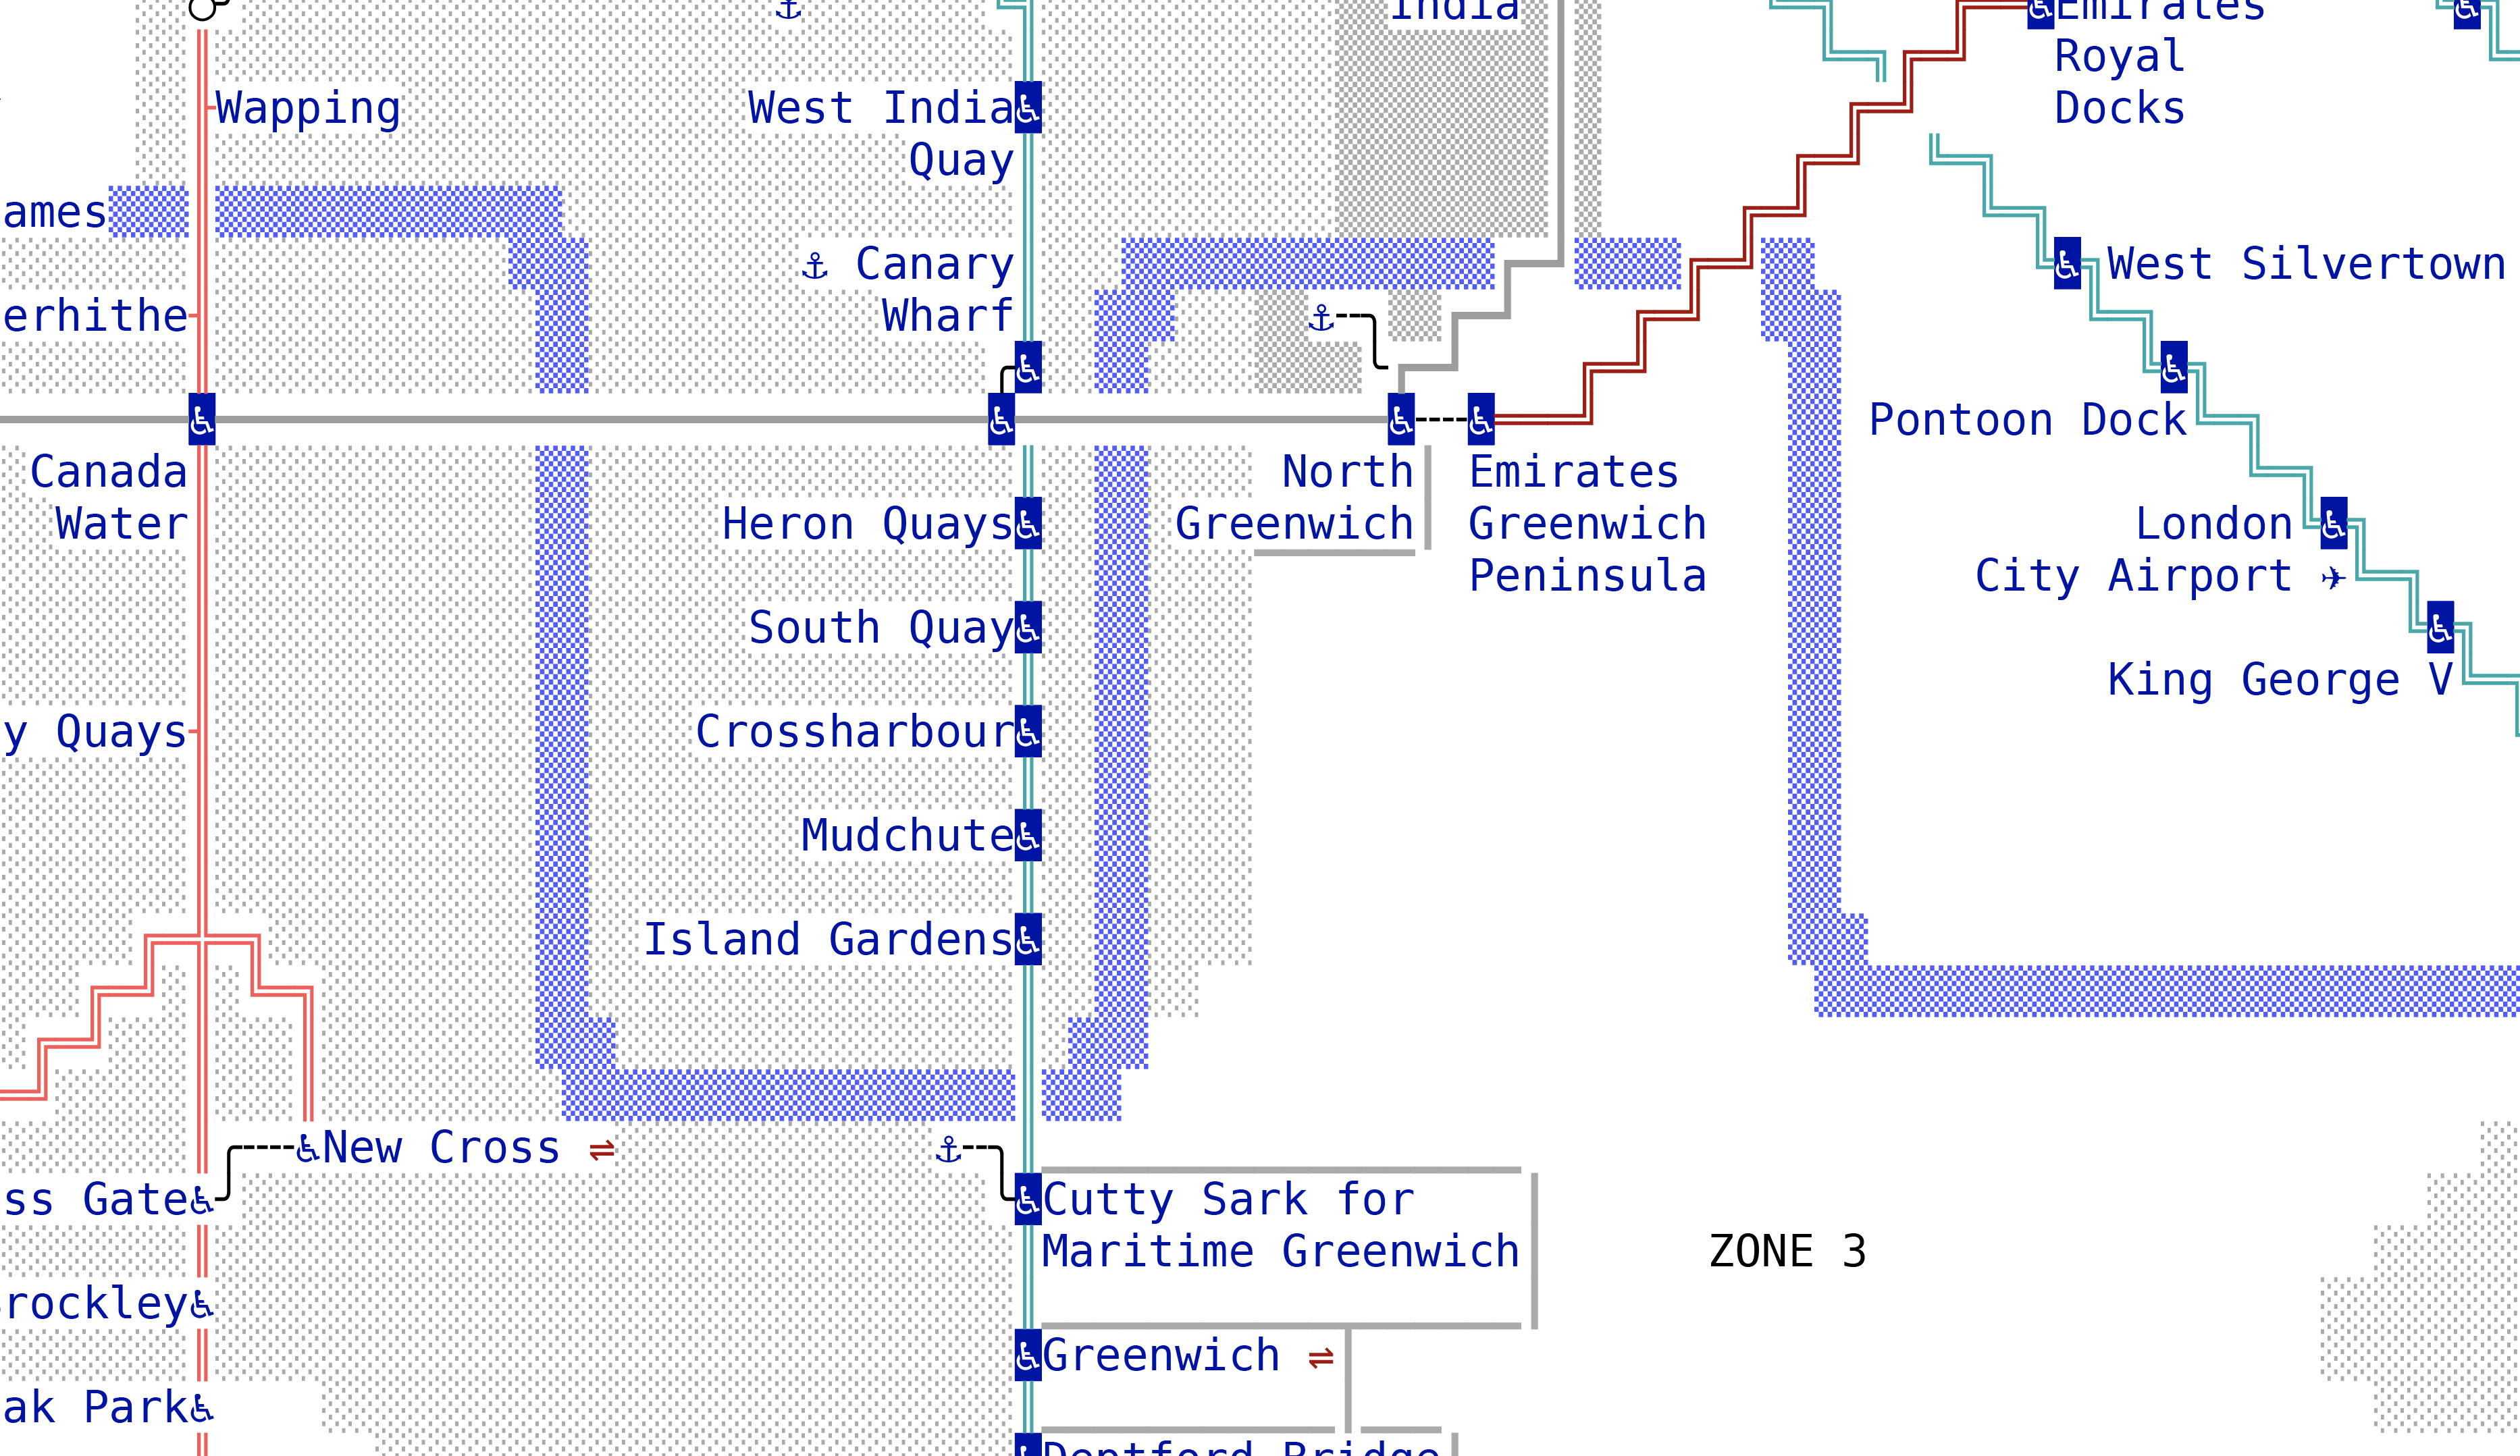 India
Emirates
Royal
Docks
Wapping
West India
Quay
ames
Canary
Wharf
West Silvertown
erhithe
Pontoon Dock
Canada
Water
North
Greenwich
Emirates
Greenwich
Peninsula
Heron Quays
London
City Airport
South Quay
King George V
y Quays
Crossharbour
Mudchute
Island Gardens
New Cross
ss Gate
Cutty Sark for
Maritime Greenwich
ZONE 3
rockley
Greenwich
ak Park
Deptford Bridge